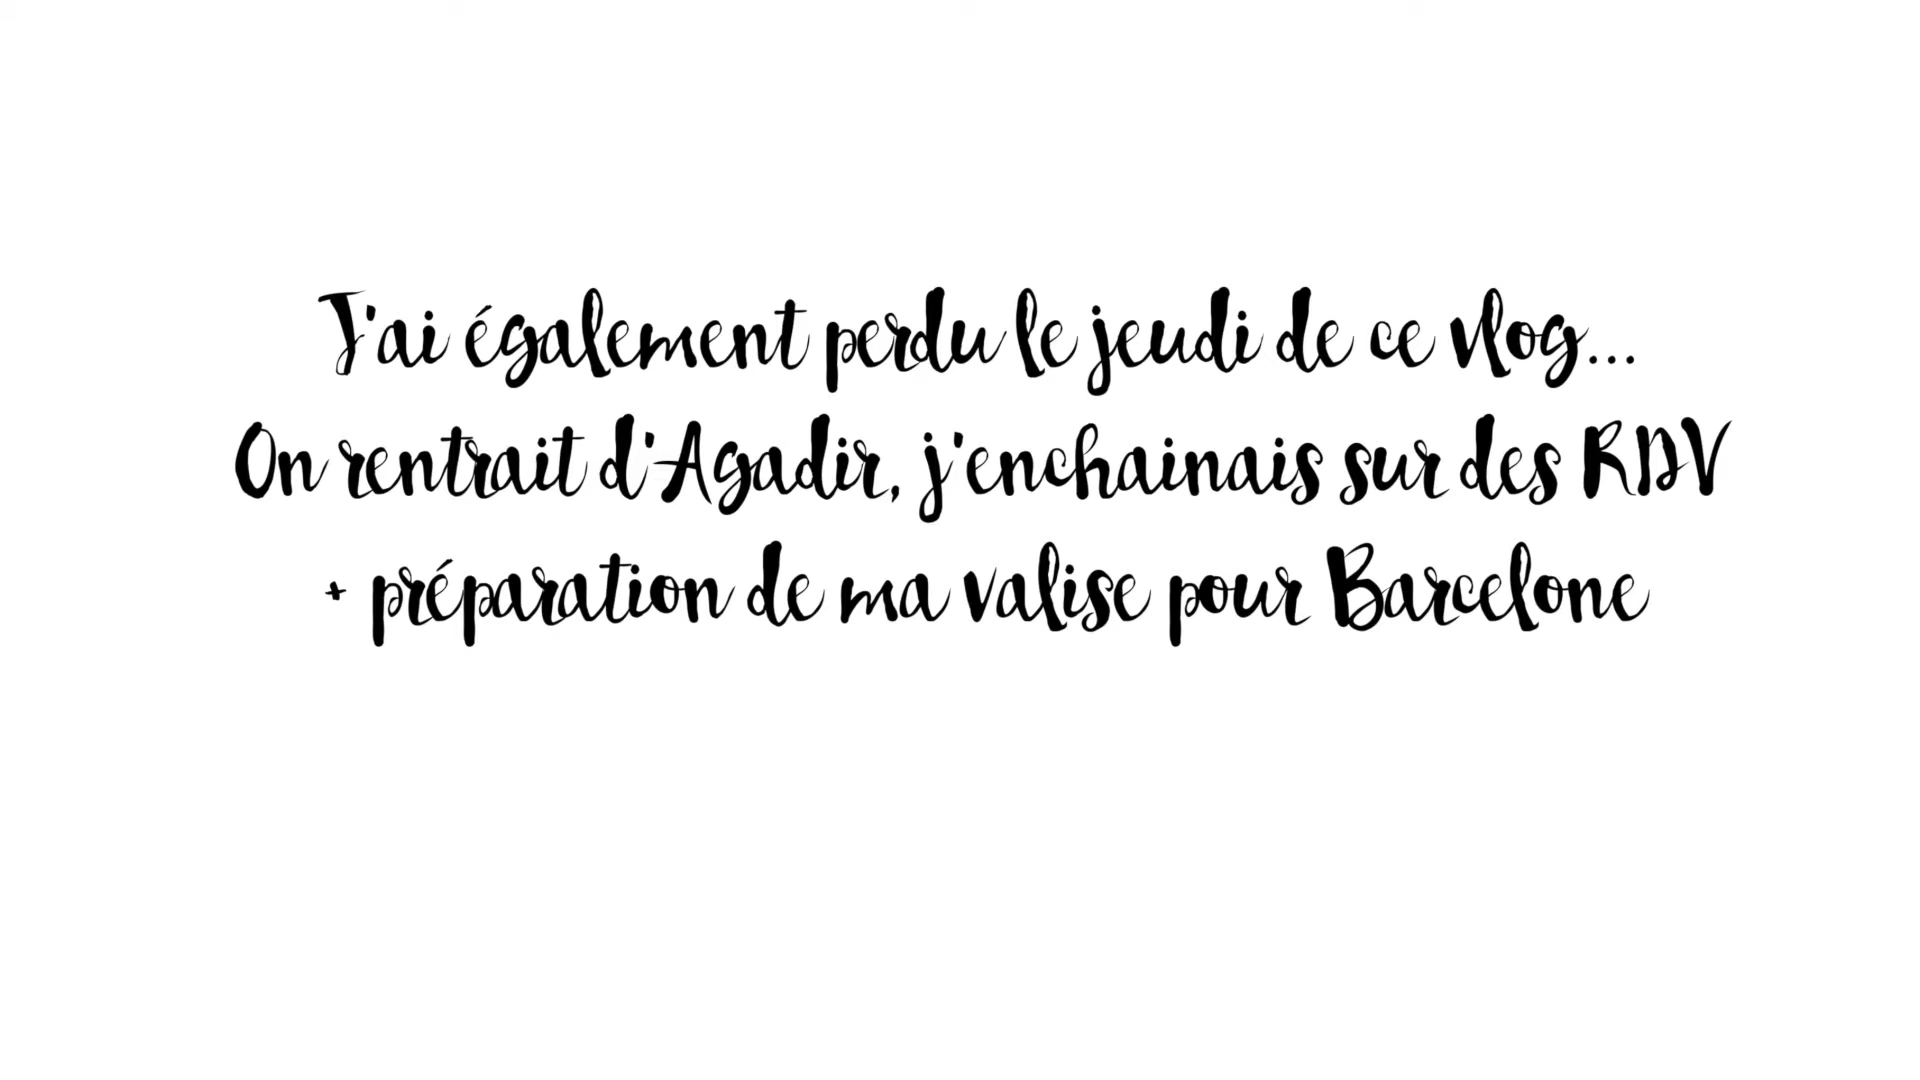 J'ai également perdu le jeudi de ce vlog...
On rentrait d'Agadir, j'enchainais sur des RDV
+ préparation de ma valise pour Barcelone